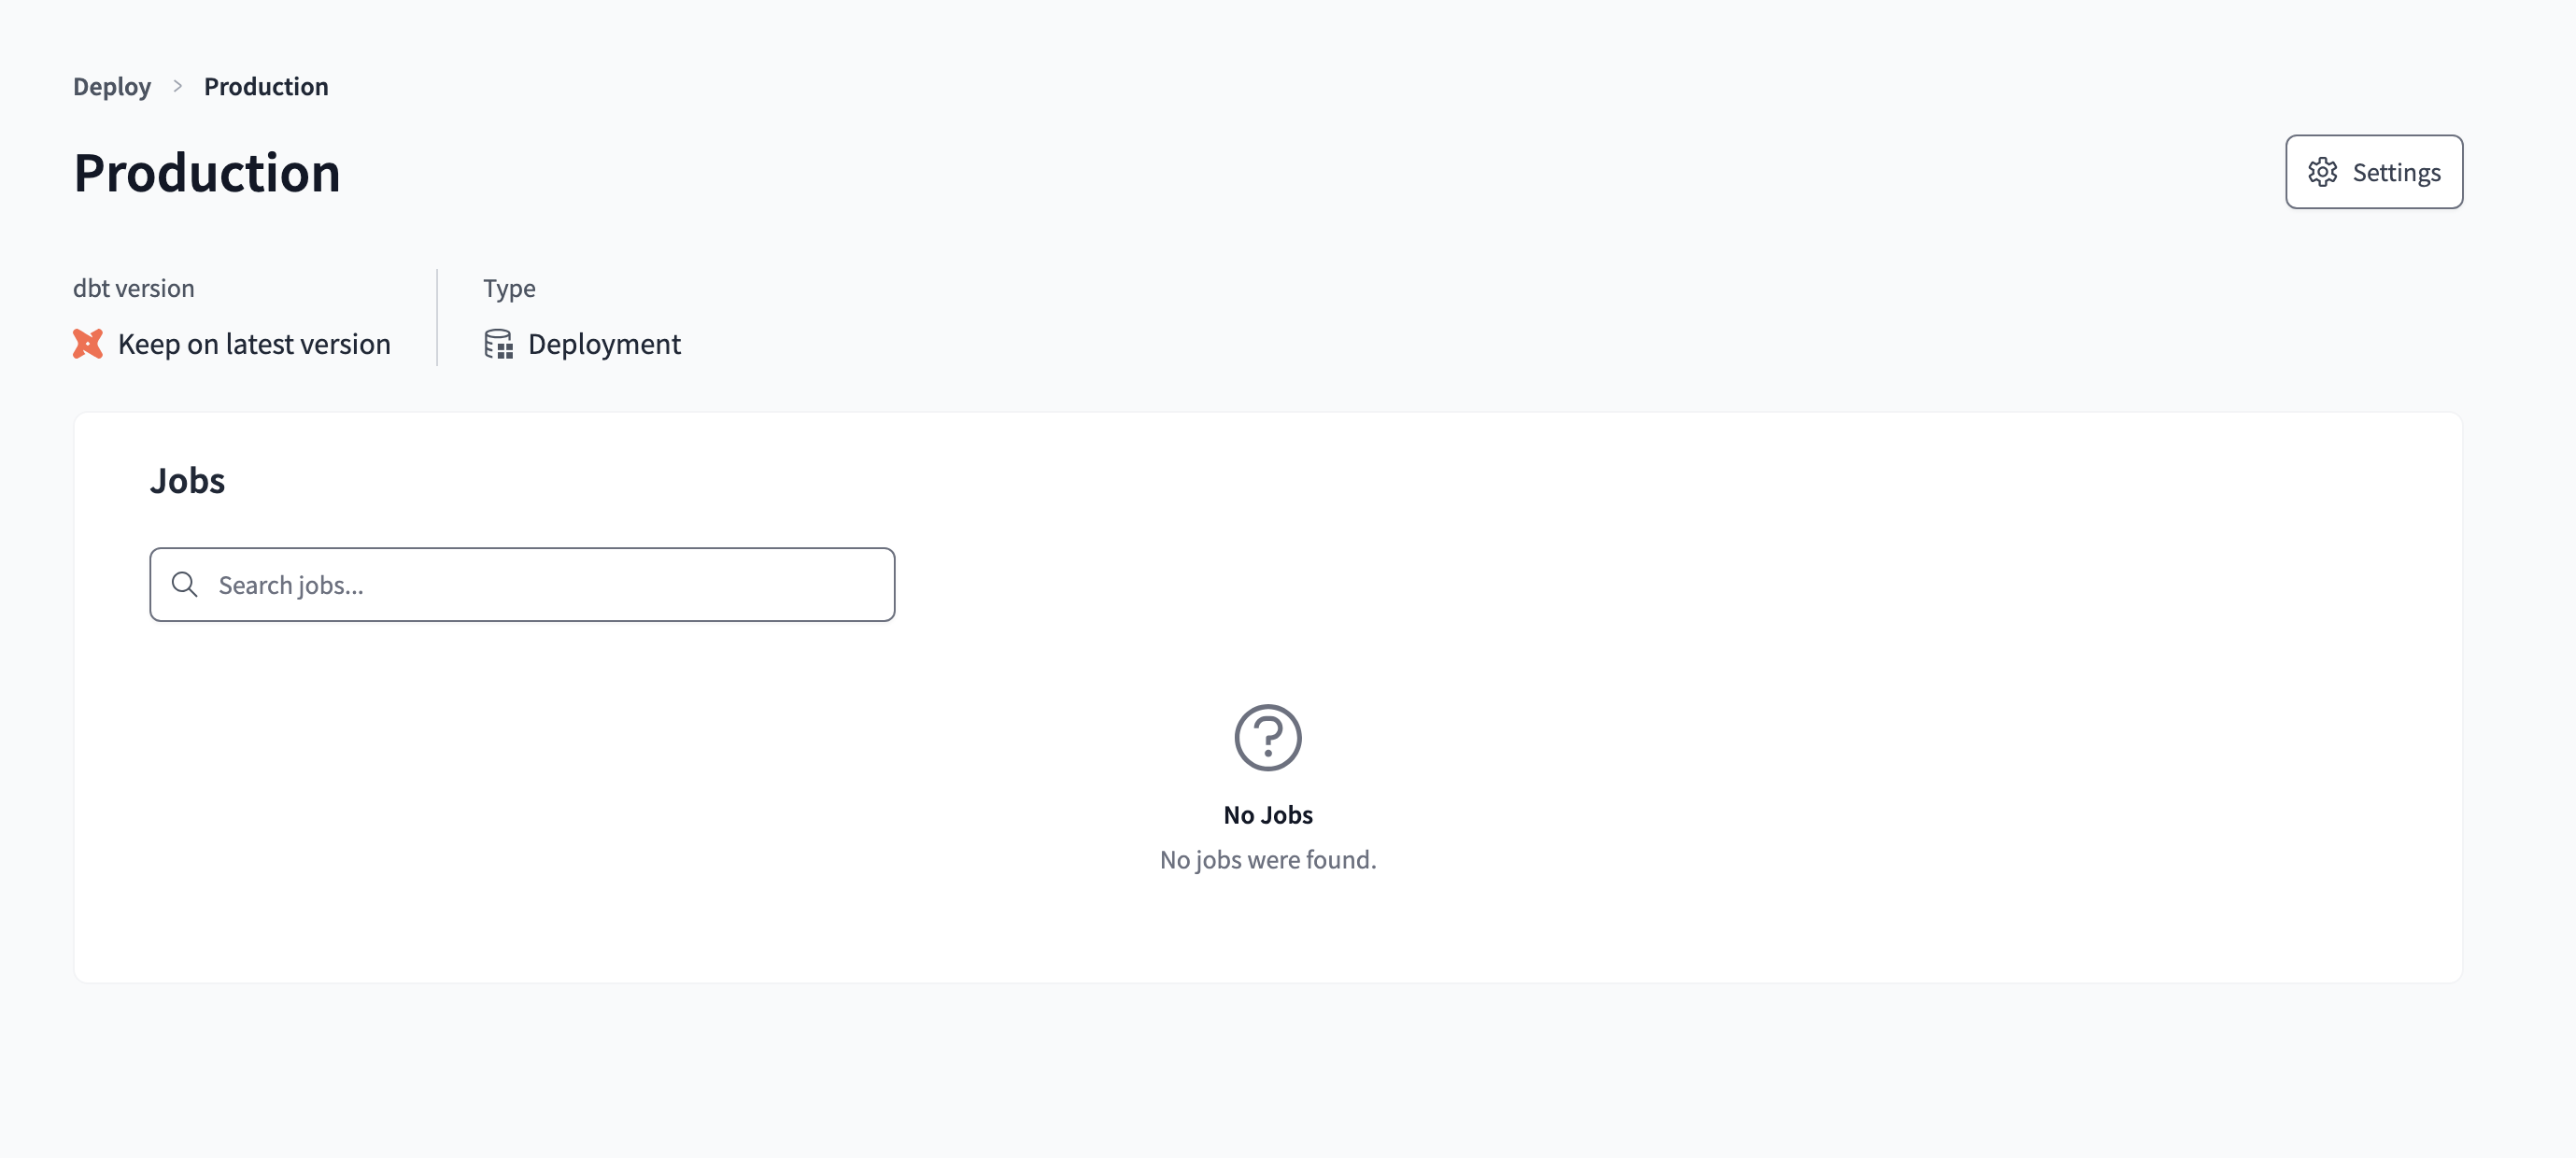 Deploy > Production
Production
Settings
dbt version
Type
Keep on latest version
Deployment
Jobs
Search jobs...
No Jobs
No jobs were found.